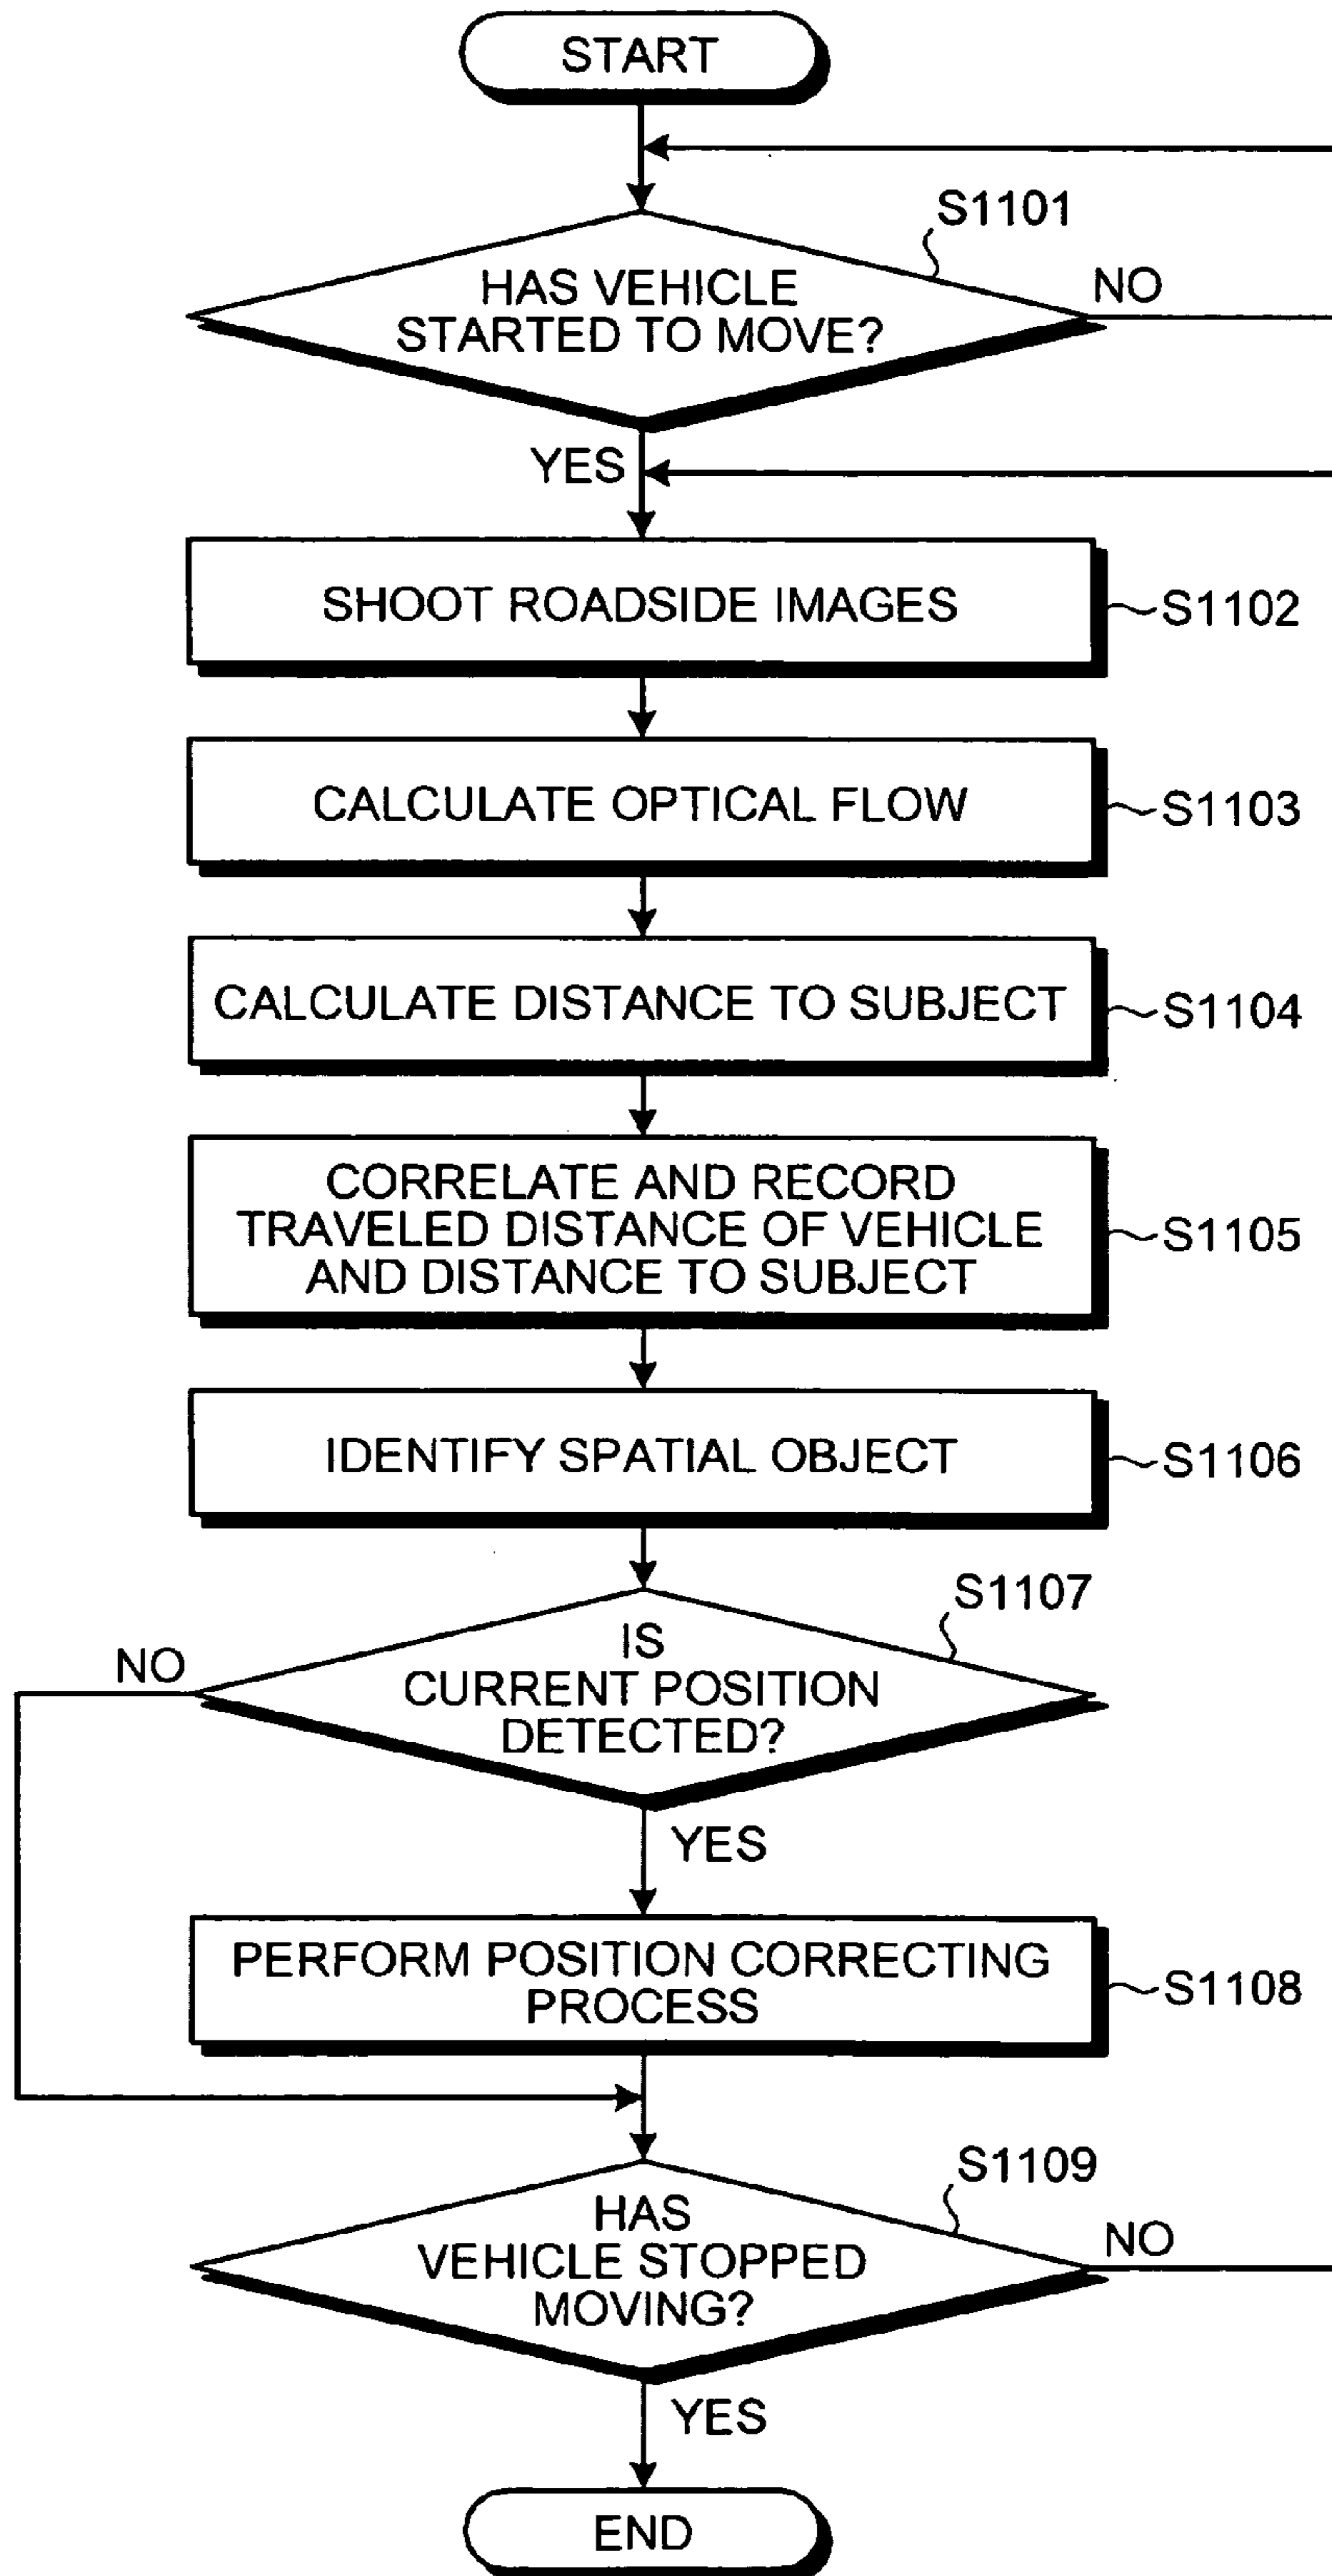 START
S1101
HAS VEHICLE
STARTED TO MOVE?
NO
YES
SHOOT ROADSIDE IMAGES
S1102
CALCULATE OPTICAL FLOW
S1103
CALCULATE DISTANCE TO SUBJECT
S1104
CORRELATE AND RECORD
TRAVELED DISTANCE OF VEHICLE
AND DISTANCE TO SUBJECT
S1105
IDENTIFY SPATIAL OBJECT
S1106
S1107
IS
CURRENT POSITION
DETECTED?
NO
YES
PERFORM POSITION CORRECTING
PROCESS
S1108
S1109
HAS
VEHICLE STOPPED
MOVING?
NO
YES
END